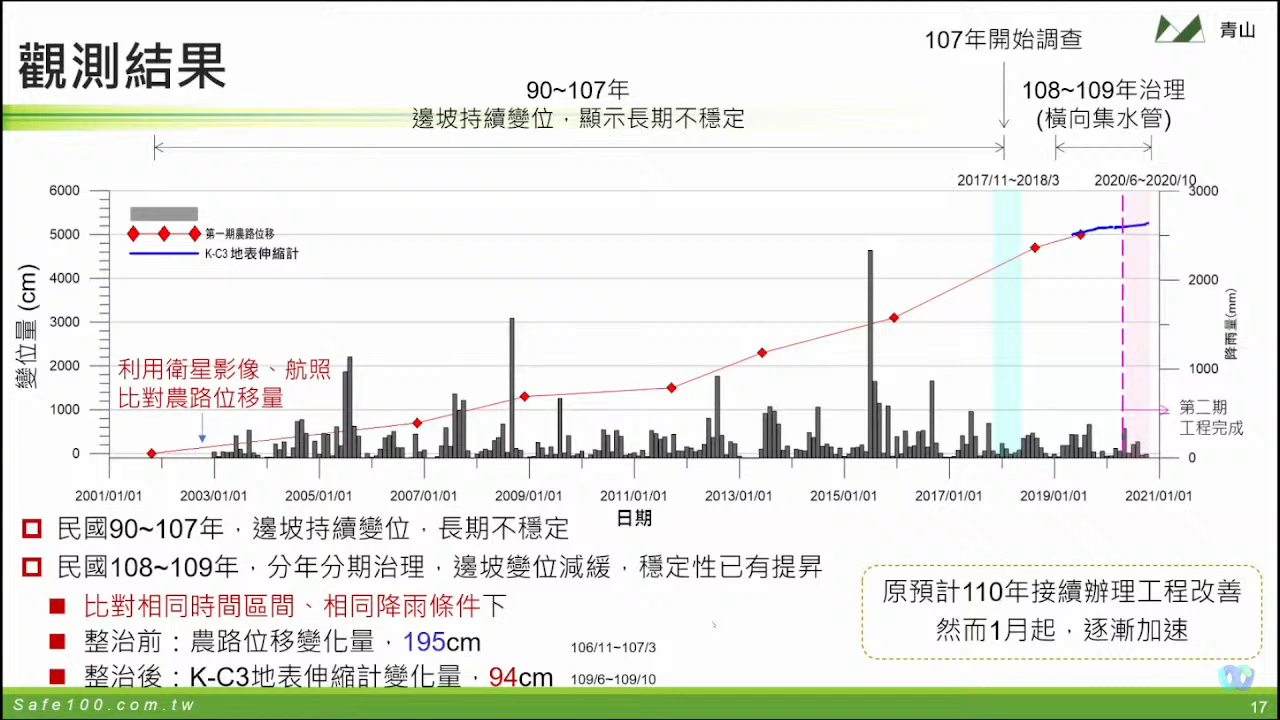 觀測結果
107年開始調查
青山
90~107年
邊坡持續變位，顯示長期不穩定
108~109年治理
(橫向集水管)
2017/11~2018/3
2020/6~2020/10
6000
5000
4000
3000
2000
1000
0
變位量 (cm)
第一期農路位移
K-C3 地表伸縮計
利用衛星影像、航照
比對農路位移量
3000
2000
1000
0
降雨量(mm)
第二期
工程完成
2001/01/01
2003/01/01
2005/01/01
2007/01/01
2009/01/01
2011/01/01
2013/01/01
2015/01/01
2017/01/01
2019/01/01
2021/01/01
日期
民國90~107年，邊坡持續變位，長期不穩定
民國108~109年，分年分期治理，邊坡變位減緩，穩定性已有提昇
比對相同時間區間、相同降雨條件下
整治前：農路位移變化量，195cm 106/11~107/3
整治後：K-C3地表伸縮計變化量，94cm 109/6~109/10
原預計110年接續辦理工程改善
然而1月起，逐漸加速
Safe100.com.tw
17